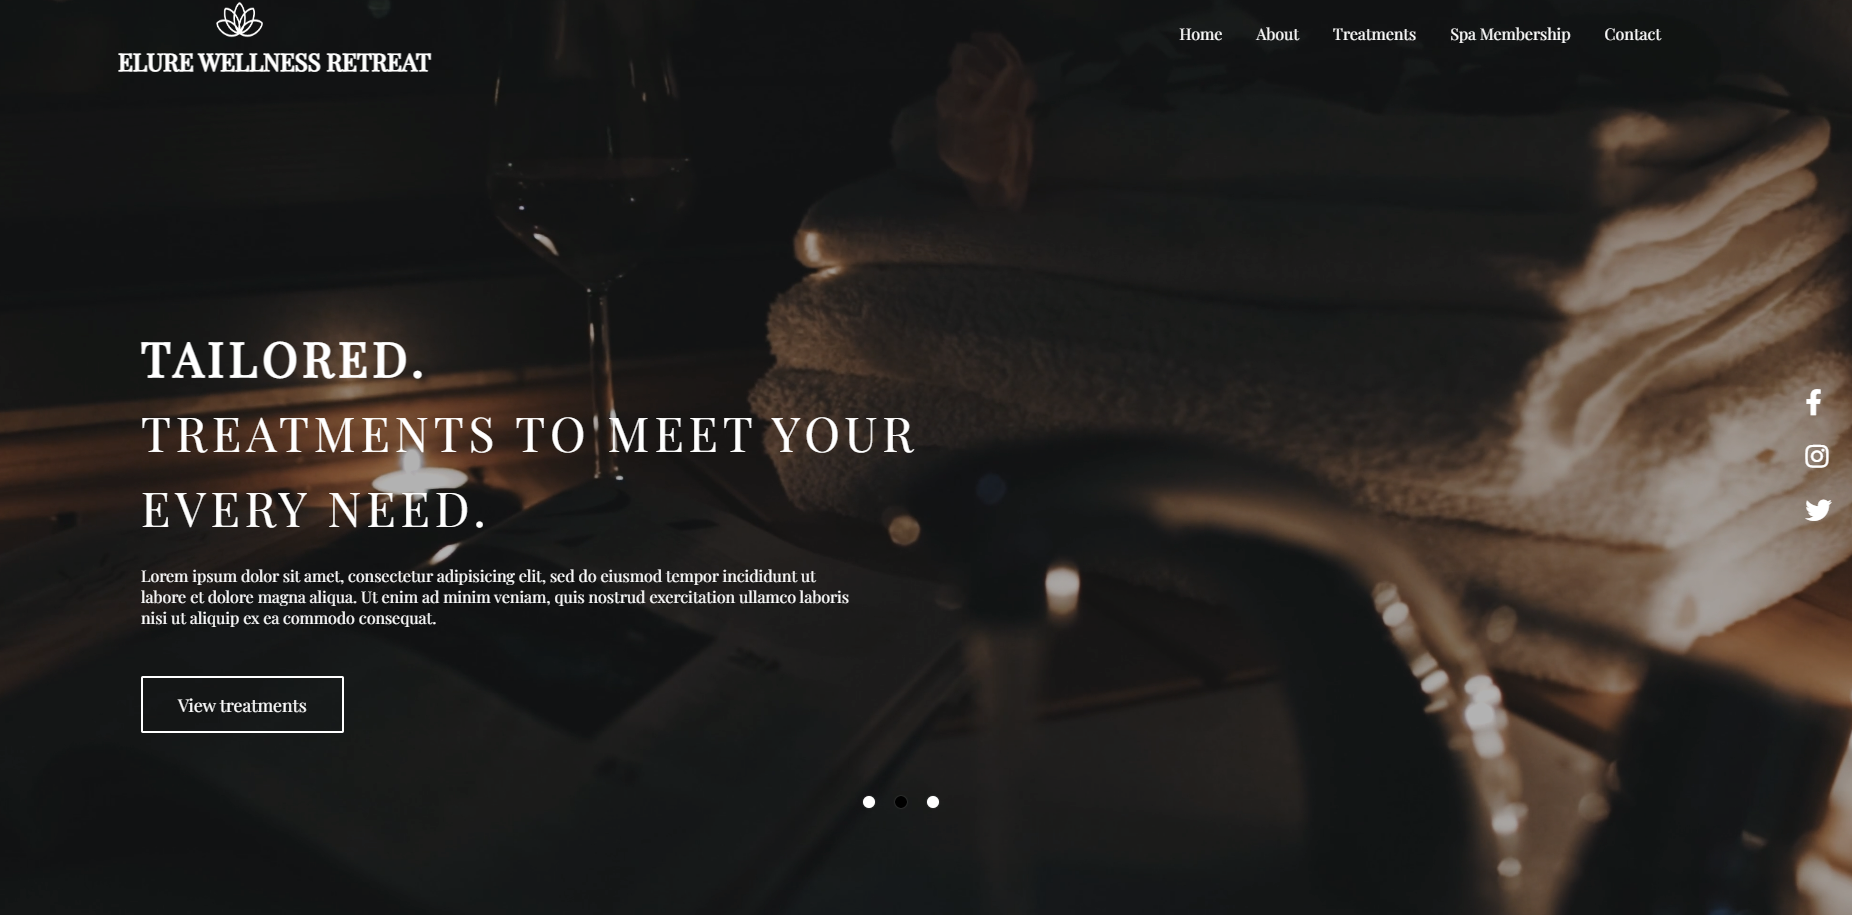 ELURE WELLNESS RETREAT
Home About Treatments Spa Membership Contact
TAILORED.
TREATMENTS TO MEET YOUR
EVERY NEED.
Lorem ipsum dolor sit amet, consectetur adipisicing elit, sed do eiusmod tempor incididunt ut
labore et dolore magna aliqua. Ut enim ad minim veniam, quis nostrud exercitation ullamco laboris
nisi ut aliquip ex ea commodo consequat.
View treatments